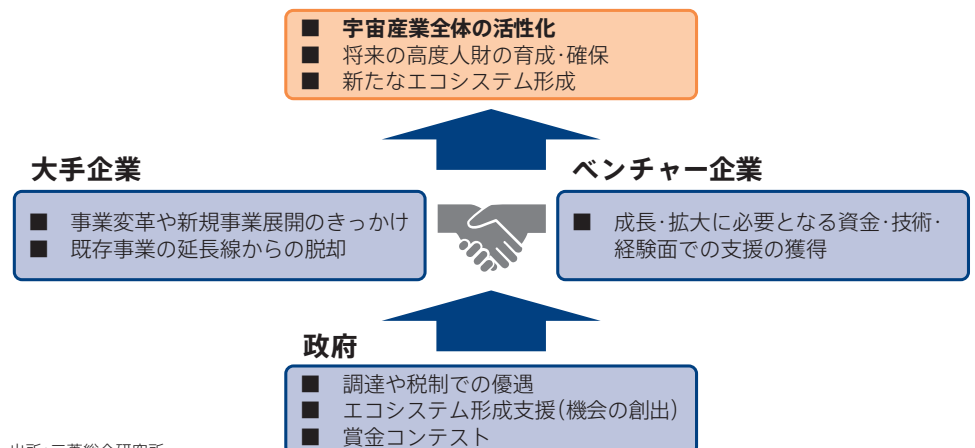 ■ 宇宙産業全体の活性化
■ 将来の高度人財の育成・確保
■ 新たなエコシステム形成
大手企業
■ 事業変革や新規事業展開のきっかけ
■ 既存事業の延長線からの脱却
ベンチャー企業
■ 成長・拡大に必要となる資金・技術・
経験面での支援の獲得
政府
■ 調達や税制での優遇
■ エコシステム形成支援(機会の創出)
■ 賞金コンテスト